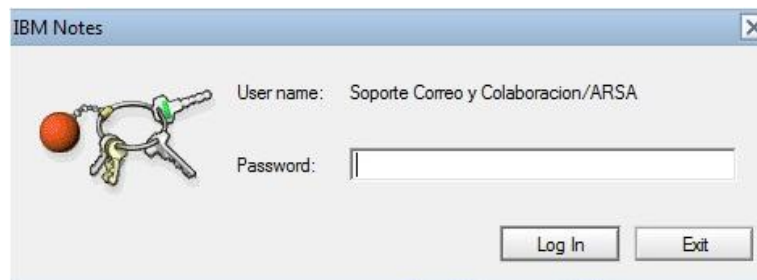 IBM Notes
User name: Soporte Correo y Colaboracion/ARSA
Password:
Log In Exit